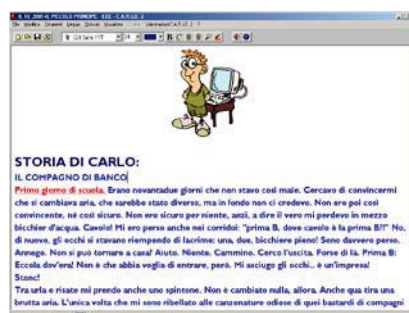 STORIA DI CARLO:
IL COMPAGNO DI BANCO
Primo giorno di scuola. Erano novantadue giorni che non stavo così male. Cercavo di convincermi
che si cambiava aria, che sarebbe stato diverso, ma in fondo non ci credevo. Non ero poi così
convincente, né così sicuro. Non ero sicuro per niente, anzi, a dire il vero mi perdevo in mezzo
bicchier d'acqua. Cavolo! Mi ero perso anche nei corridoi: "prima B, dove cavolo è la prima B?!" No,
di nuovo, gli occhi si stavano riempendo di lacrime: una, due, bicchiere pieno! Sono davvero perso.
Annego. Non si può tornare a casa? Aiuto. Niente. Cammino. Cerco l'uscita. Forse di là. Prima B:
Eccola dov'era! Non è che abbia voglia di entrare, però. Mi asciugo gli occhi.. è un'impresa!
Sconc!
Tra urla e risate mi prendo anche uno spintone. Non è cambiato nulla, allora. Anche qua tira una
brutta aria. L'unica volta che mi sono ribellato alle canzonature odiose di quei bastardi di compagni